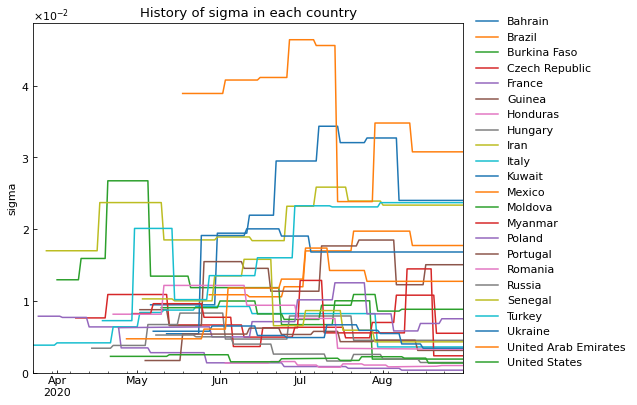 History of sigma in each country
×10⁻²
4
3
2
1
0
sigma
Apr
2020
May
Jun
Jul
Aug
Bahrain
Brazil
Burkina Faso
Czech Republic
France
Guinea
Honduras
Hungary
Iran
Italy
Kuwait
Mexico
Moldova
Myanmar
Poland
Portugal
Romania
Russia
Senegal
Turkey
Ukraine
United Arab Emirates
United States